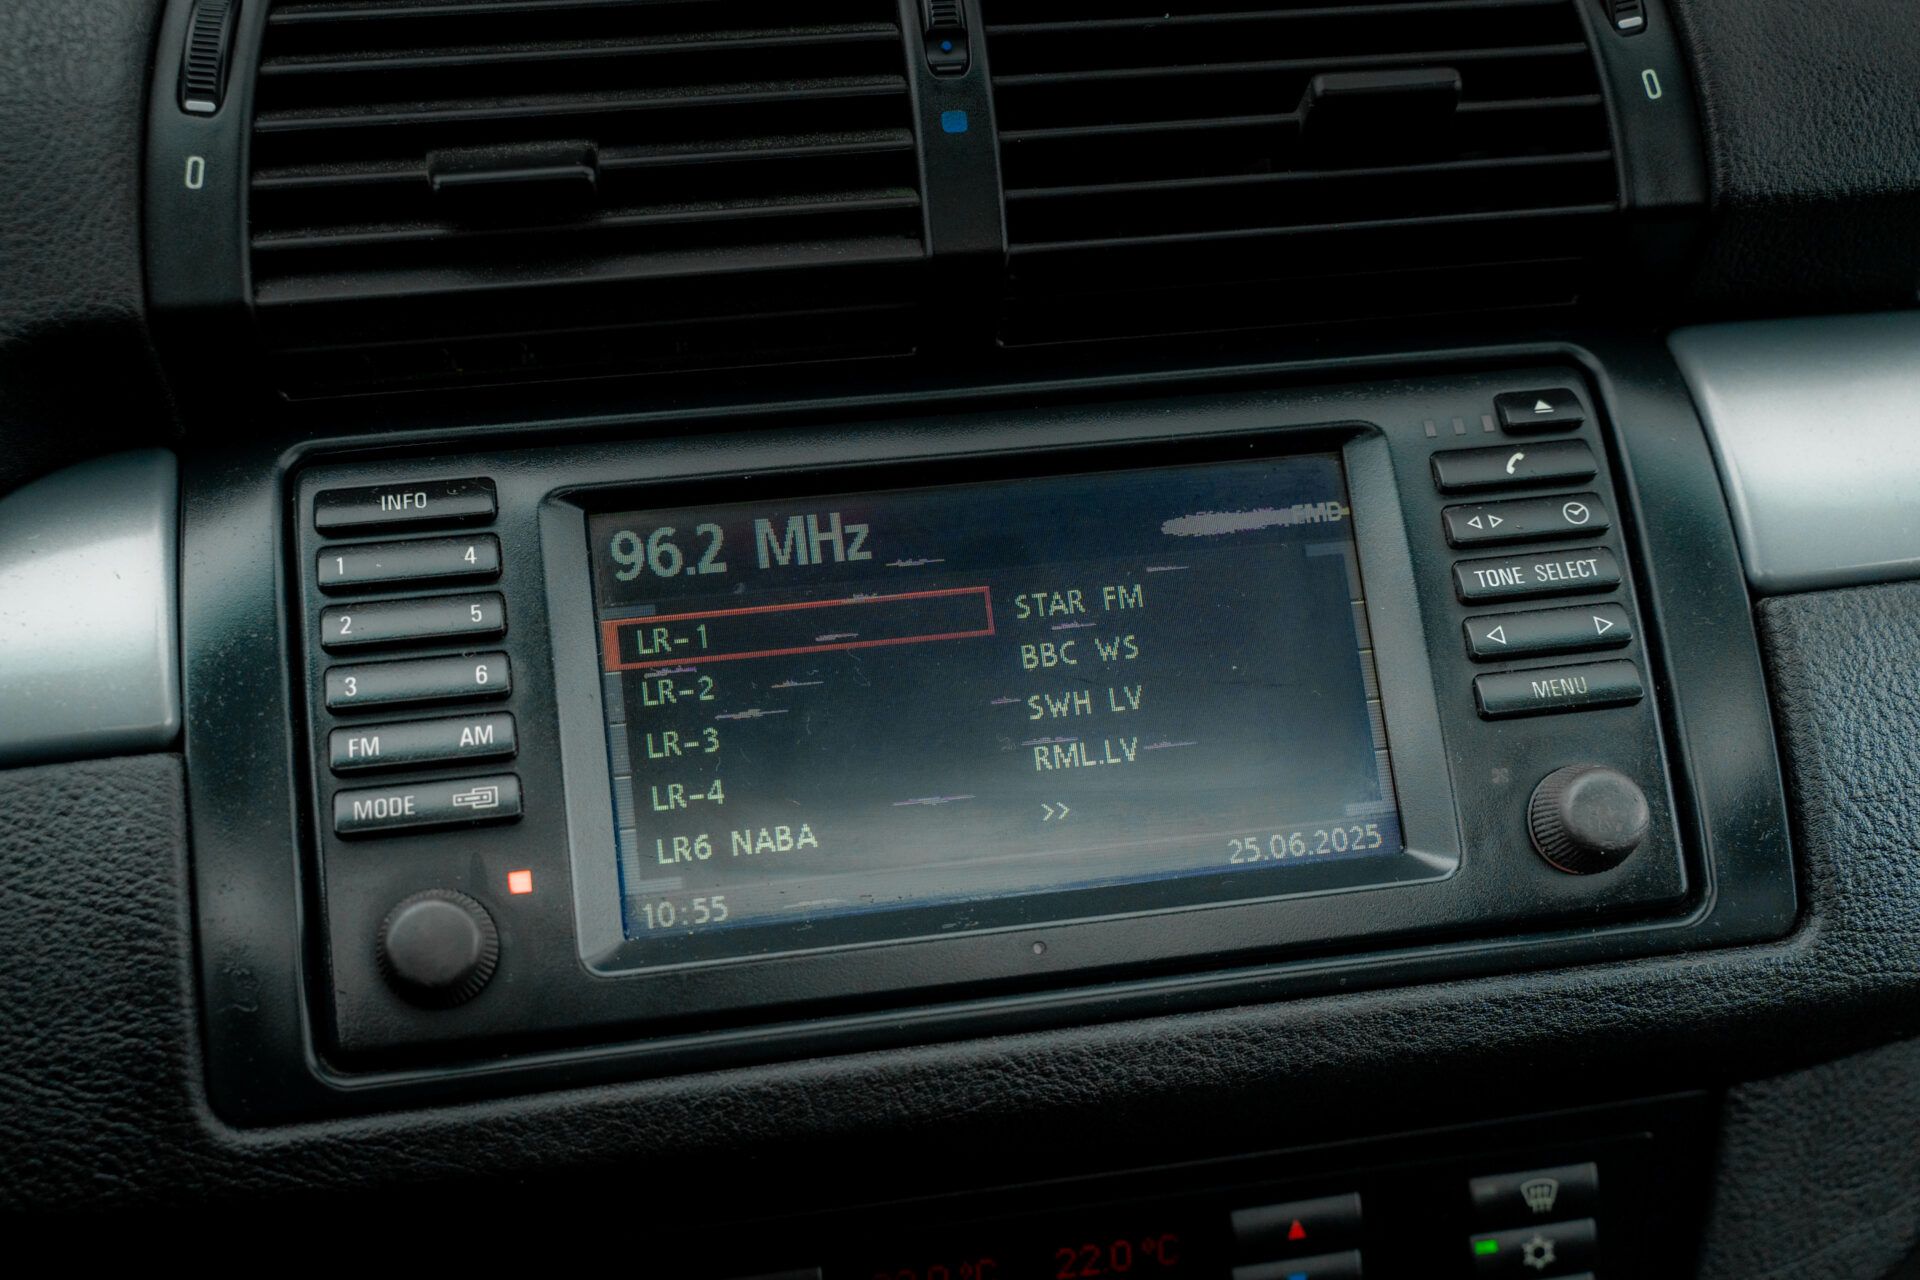 0
0
INFO
1 4
2 5
3 6
FM AM
MODE
96.2 MHz
LR-1
LR-2
LR-3
LR-4
LR6 NABA
STAR FM
BBC WS
SWH LV
RML.LV
>>
10:55
25.06.2025
TONE SELECT
MENU
22.0 °C